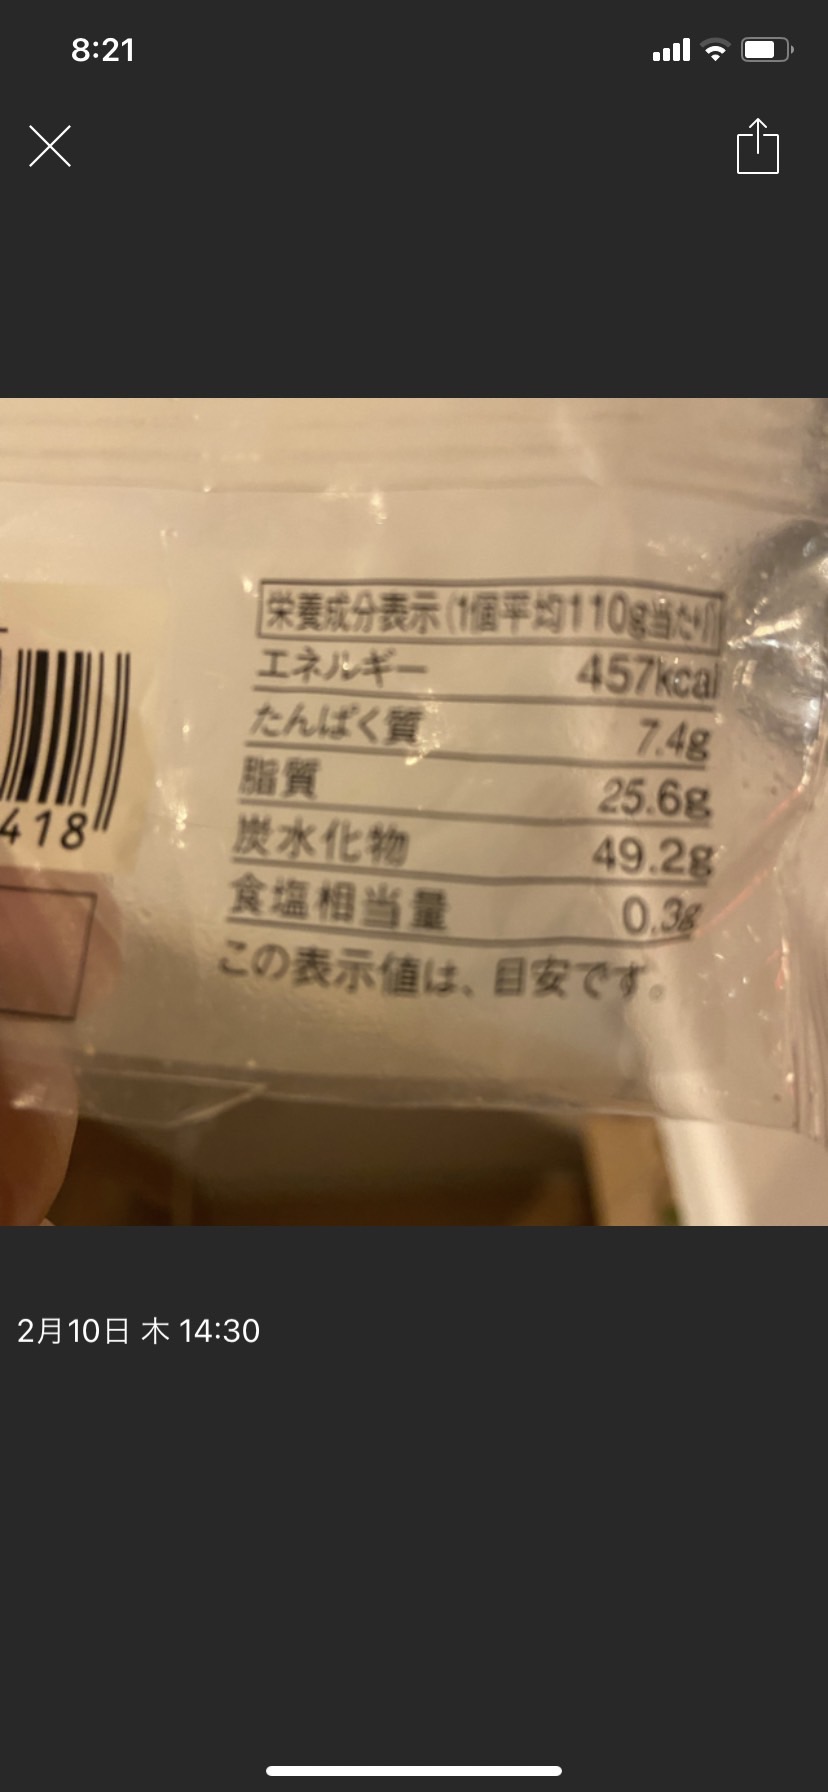 8:21
栄養成分表示(1個平均110g当たり)
エネルギー 457kcal
たんぱく質 7.4g
脂質 25.6g
炭水化物 49.2g
食塩相当量 0.3g
この表示値は、目安です。
418
2月10日 木 14:30